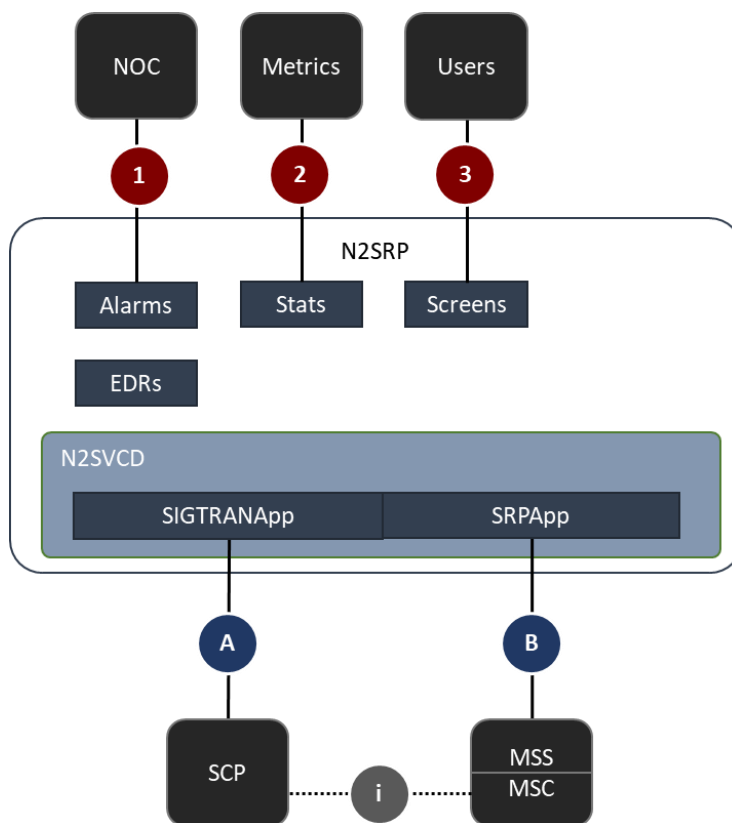 NOC
Metrics
Users
1
2
3
N2SRP
Alarms
Stats
Screens
EDRs
N2SVCD
SIGTRANApp
SRPApp
A
B
SCP
i
MSS
MSC